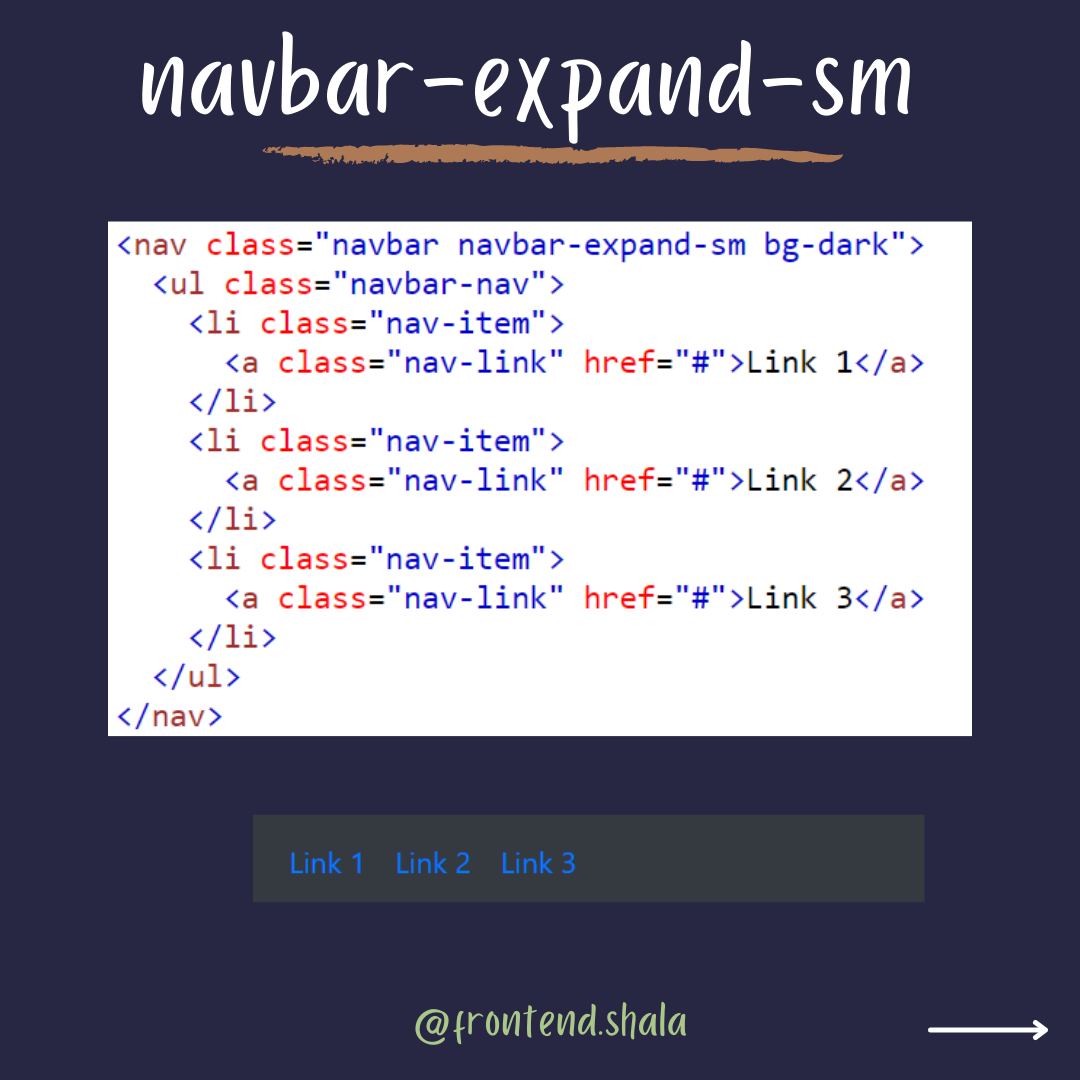 navbar-expand-sm
<nav class="navbar navbar-expand-sm bg-dark">
  <ul class="navbar-nav">
    <li class="nav-item">
      <a class="nav-link" href="#">Link 1</a>
    </li>
    <li class="nav-item">
      <a class="nav-link" href="#">Link 2</a>
    </li>
    <li class="nav-item">
      <a class="nav-link" href="#">Link 3</a>
    </li>
  </ul>
</nav>
Link 1 Link 2 Link 3
@frontend.shala